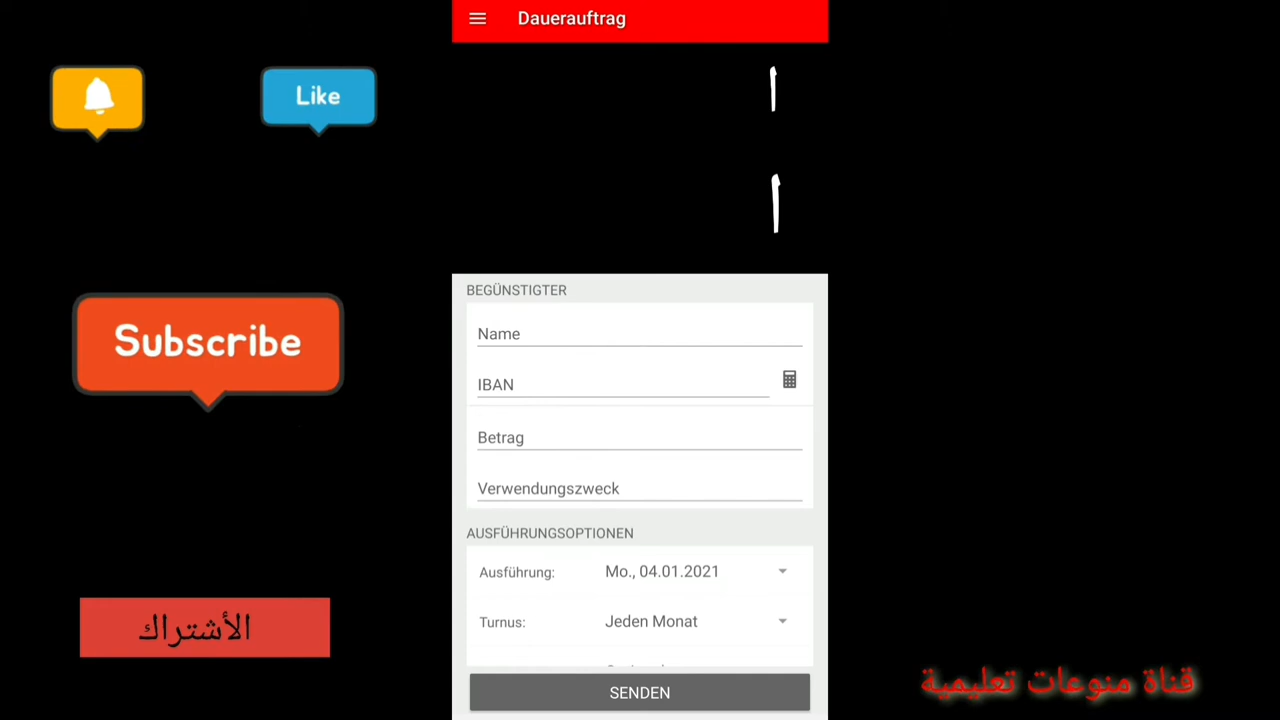 Dauerauftrag
Like
ا
ا
Subscribe
BEGÜNSTIGTER
Name
IBAN
Betrag
Verwendungszweck
AUSFÜHRUNGSOPTIONEN
Ausführung: Mo., 04.01.2021
Turnus: Jeden Monat
SENDEN
الأشتراك
قناة منوعات تعليمية